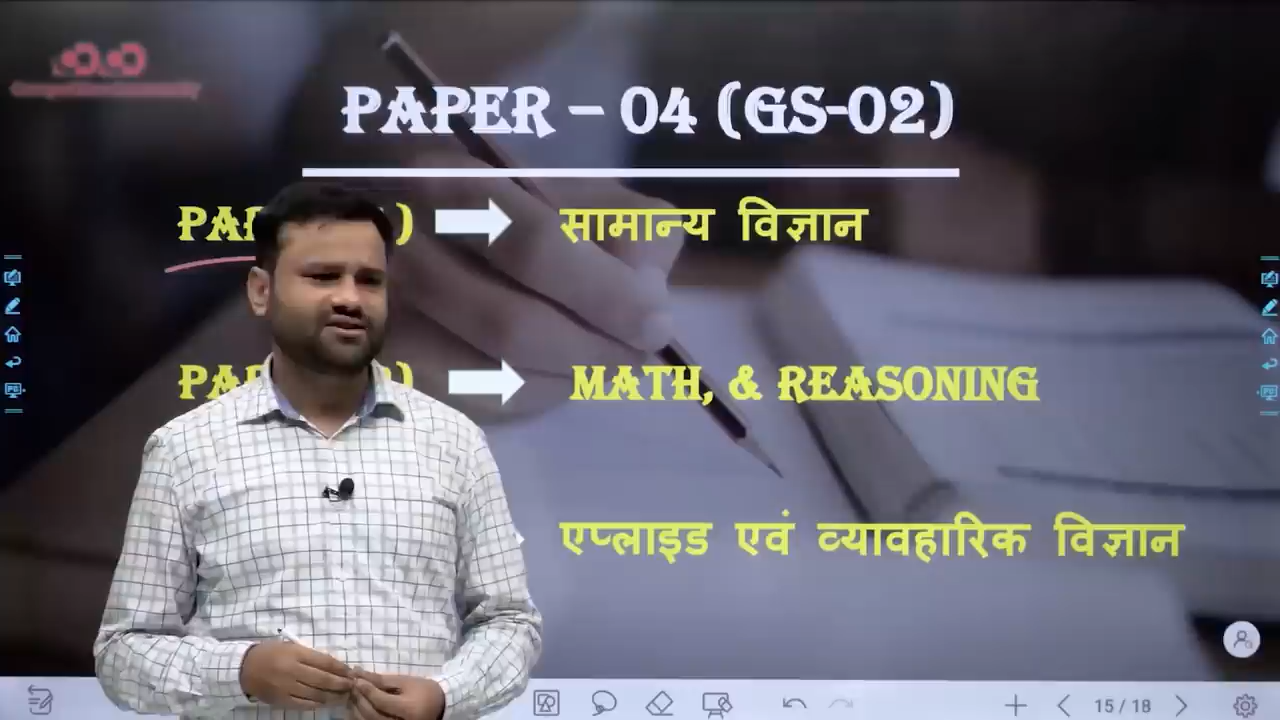 PAPER – 04 (GS-02)
सामान्य विज्ञान
MATH, & REASONING
एप्लाइड एवं व्यावहारिक विज्ञान
15 / 18